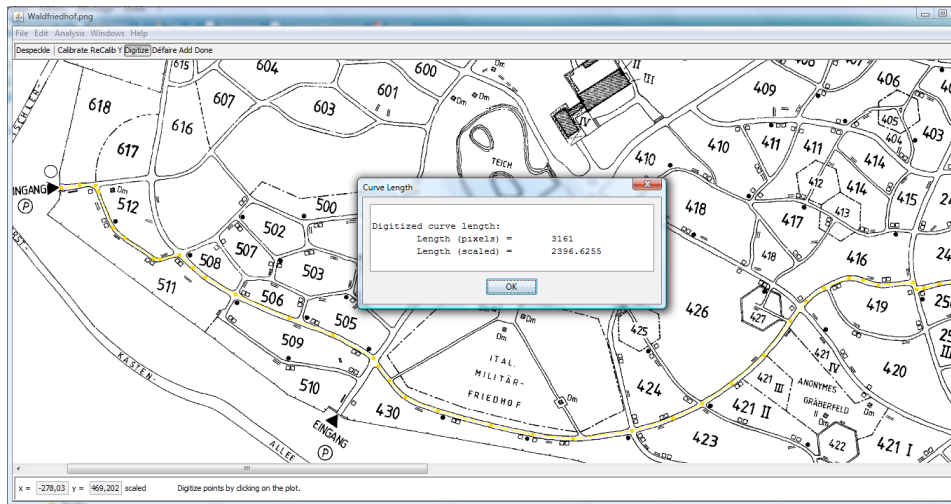 Waldfriedhof.png
File Edit Analysis Windows Help
Despedde Calibrate ReCalib Y Digitize Défaire Add Done
615
604
600
II
III
IV
601
Dm
Dm
409
408
407
406
405
403
404
618
607
603
616
617
410
410
411
411
414
TEICH
412
414
415
413
INGANG
P
512
Dm
500
502
418
417
416
418
508
507
503
511
506
505
509
510
426
427
419
420
425
Dm
ITAL.
MILITÄR-
FRIEDHOF
Dm
424
421 IV
421 III
421 II
ANONYMES
GRÄBERFELD
II
Dm
422
421 I
430
423
EINGANG
P
KASTEN-
ALLEE
Curve Length
Digitized curve length:
Length (pixels) = 3161
Length (scaled) = 2396.6255
OK
x = -278,03 y = 469,202 scaled Digitize points by clicking on the plot.